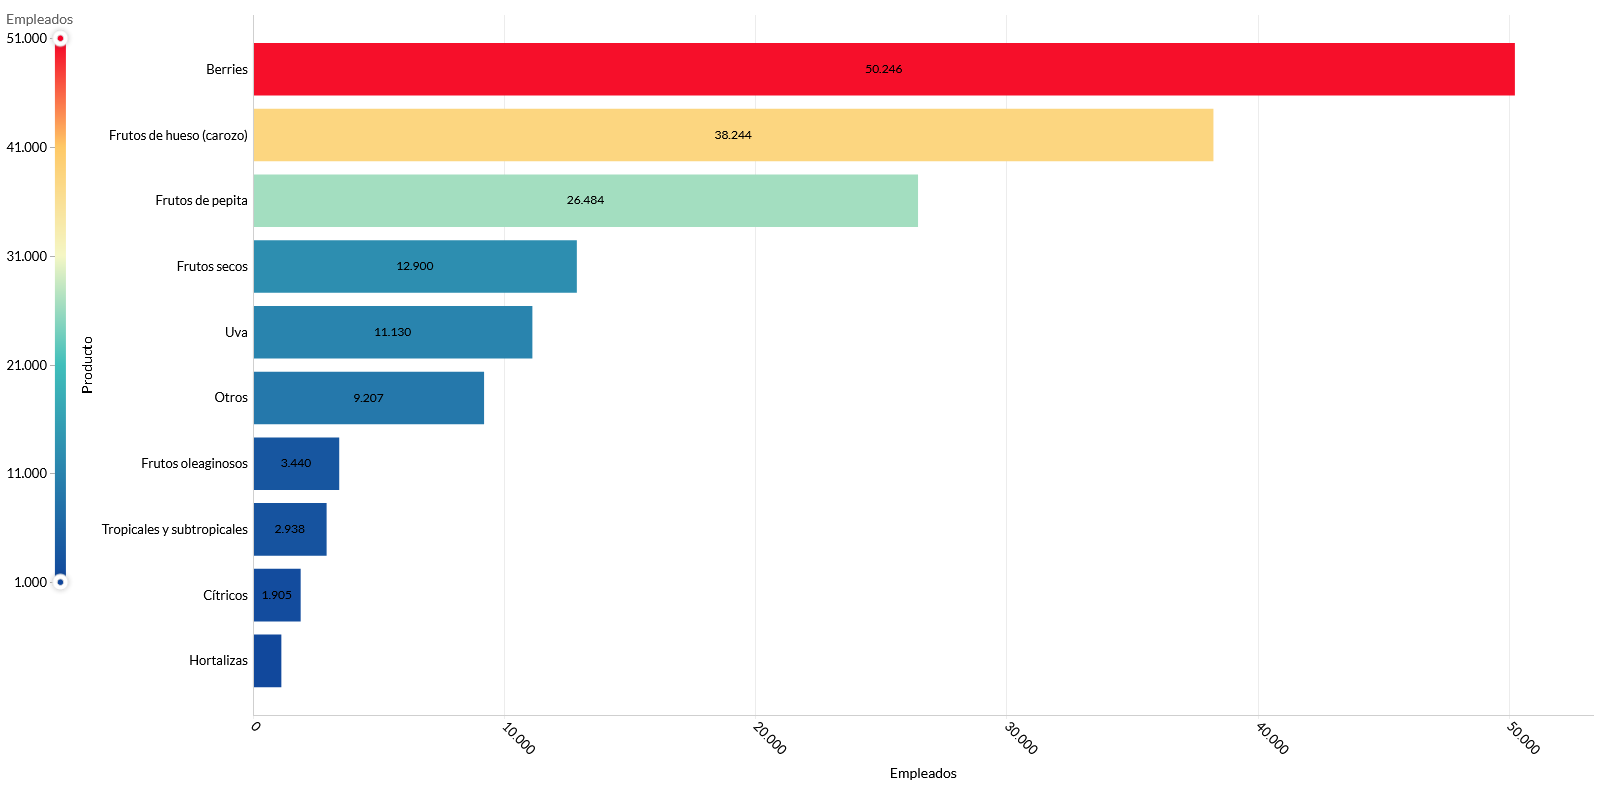 Empleados
51.000
41.000
31.000
21.000
11.000
1.000
Producto
Berries
50.246
Frutos de hueso (carozo)
38.244
Frutos de pepita
26.484
Frutos secos
12.900
Uva
11.130
Otros
9.207
Frutos oleaginosos
3.440
Tropicales y subtropicales
2.938
Cítricos
1.905
Hortalizas
0
10.000
20.000
30.000
40.000
50.000
Empleados